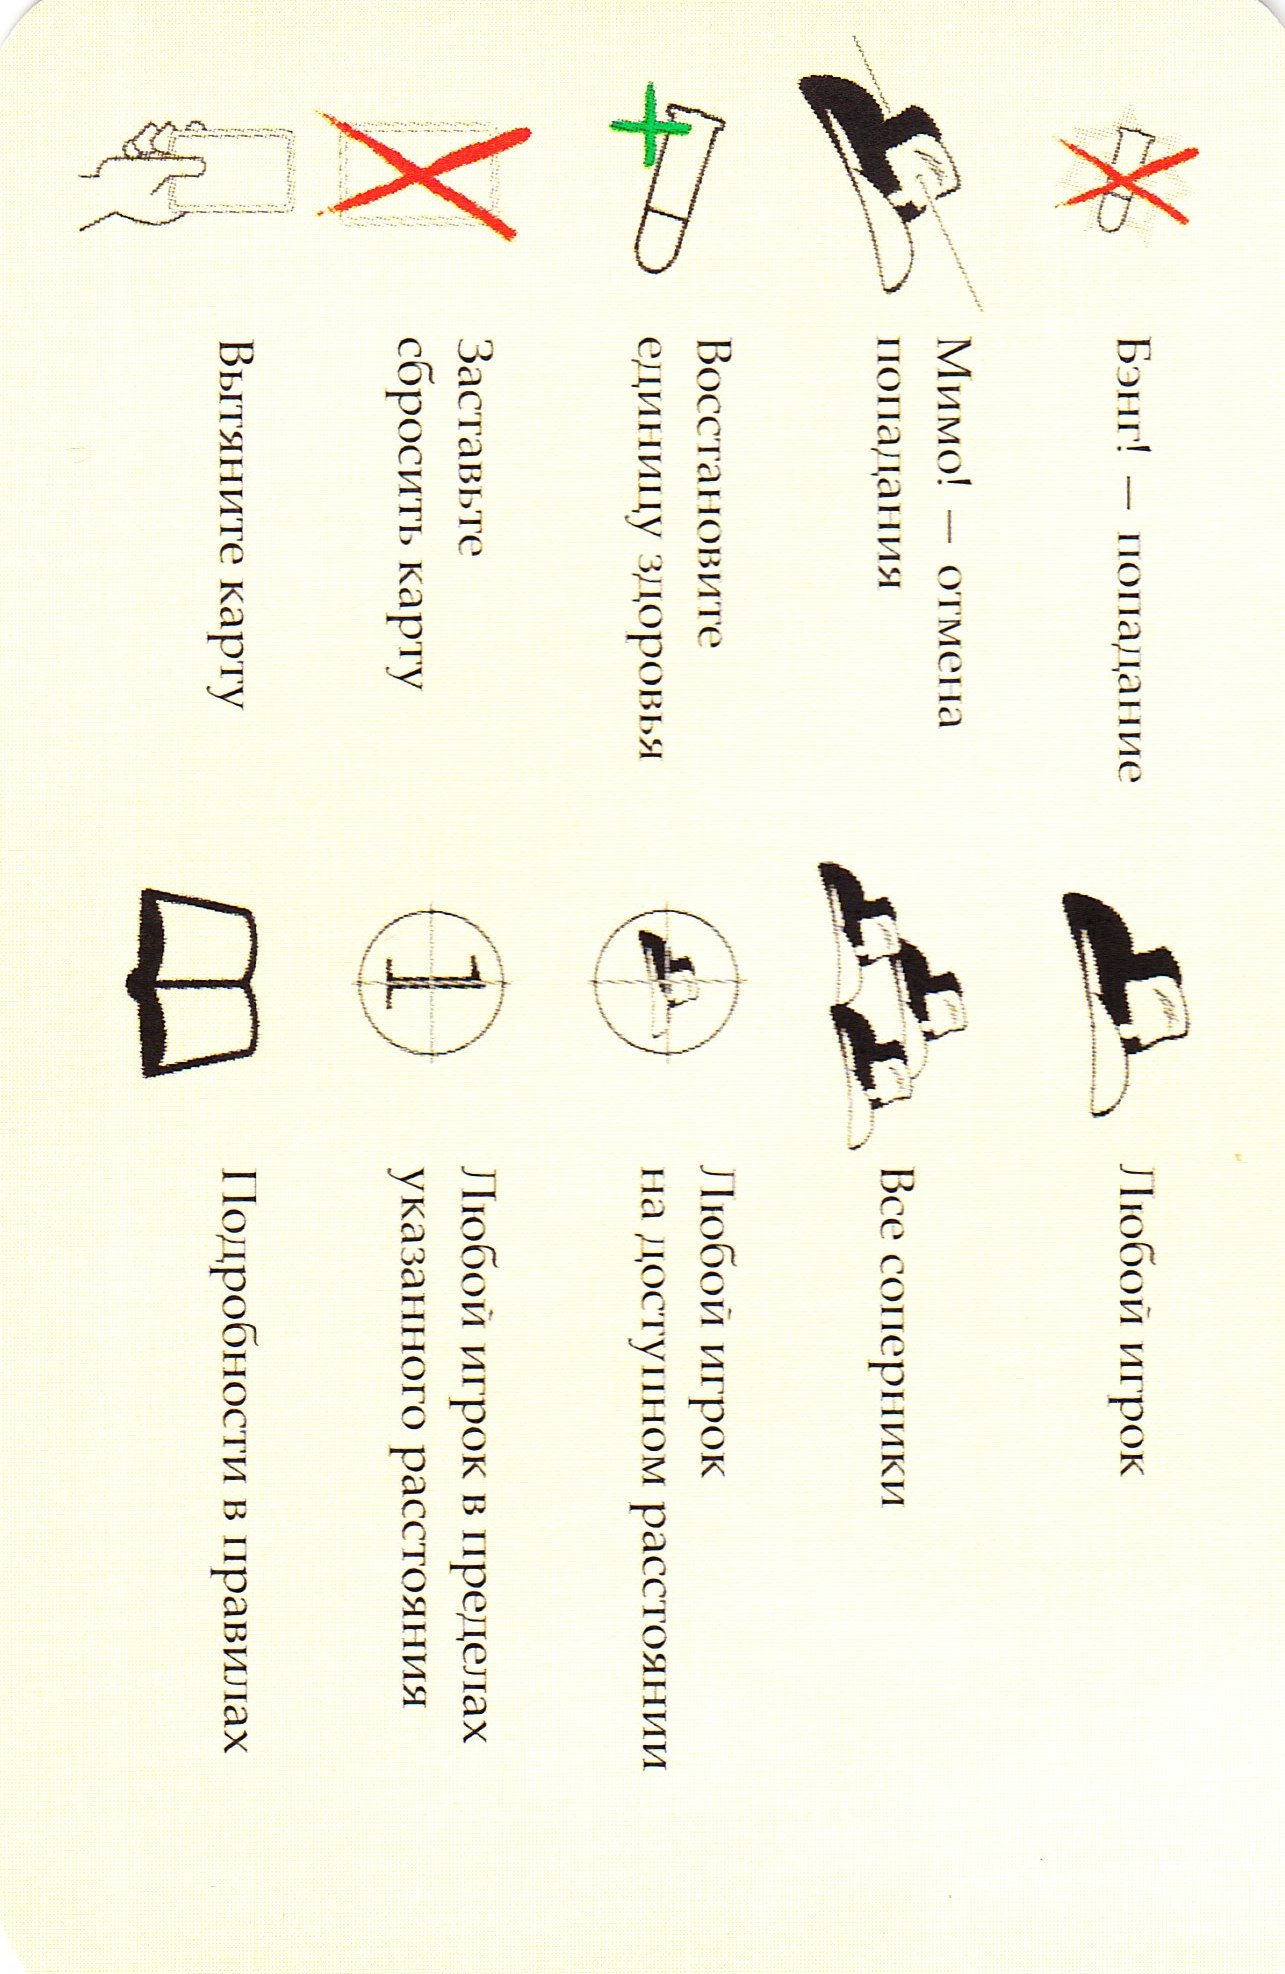 Бэнг! — попадание
Мимо! — отмена
попадания
Восстановите
единицу здоровья
Заставьте
сбросить карту
Вытяните карту
Любой игрок
Все соперники
Любой игрок
на доступном расстоянии
1
Любой игрок в пределах
указанного расстояния
Подробности в правилах